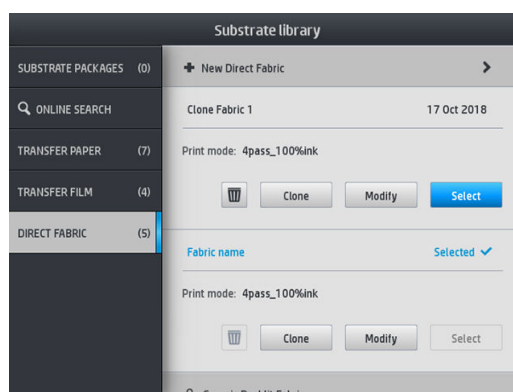 Substrate library
SUBSTRATE PACKAGES (0)
ONLINE SEARCH
TRANSFER PAPER (7)
TRANSFER FILM (4)
DIRECT FABRIC (5)
New Direct Fabric
Clone Fabric 1 17 Oct 2018
Print mode: 4pass_100%ink
Clone Modify Select
Fabric name Selected
Print mode: 4pass_100%ink
Clone Modify Select